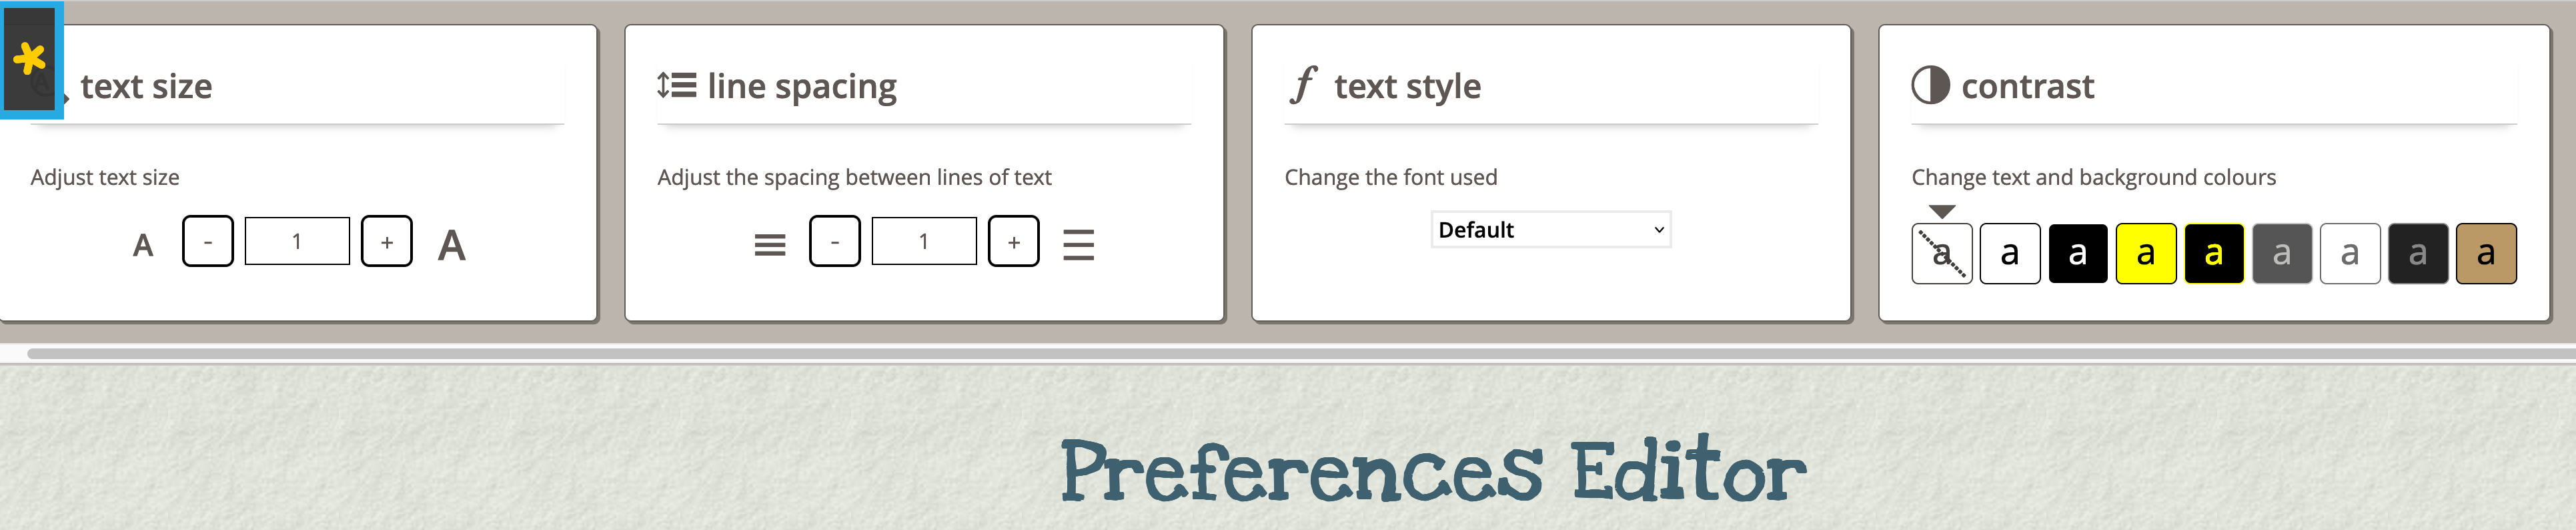 text size
Adjust text size
A - 1 + A
line spacing
Adjust the spacing between lines of text
- 1 +
f text style
Change the font used
Default
contrast
Change text and background colours
a a a a a a a a a
Preferences Editor